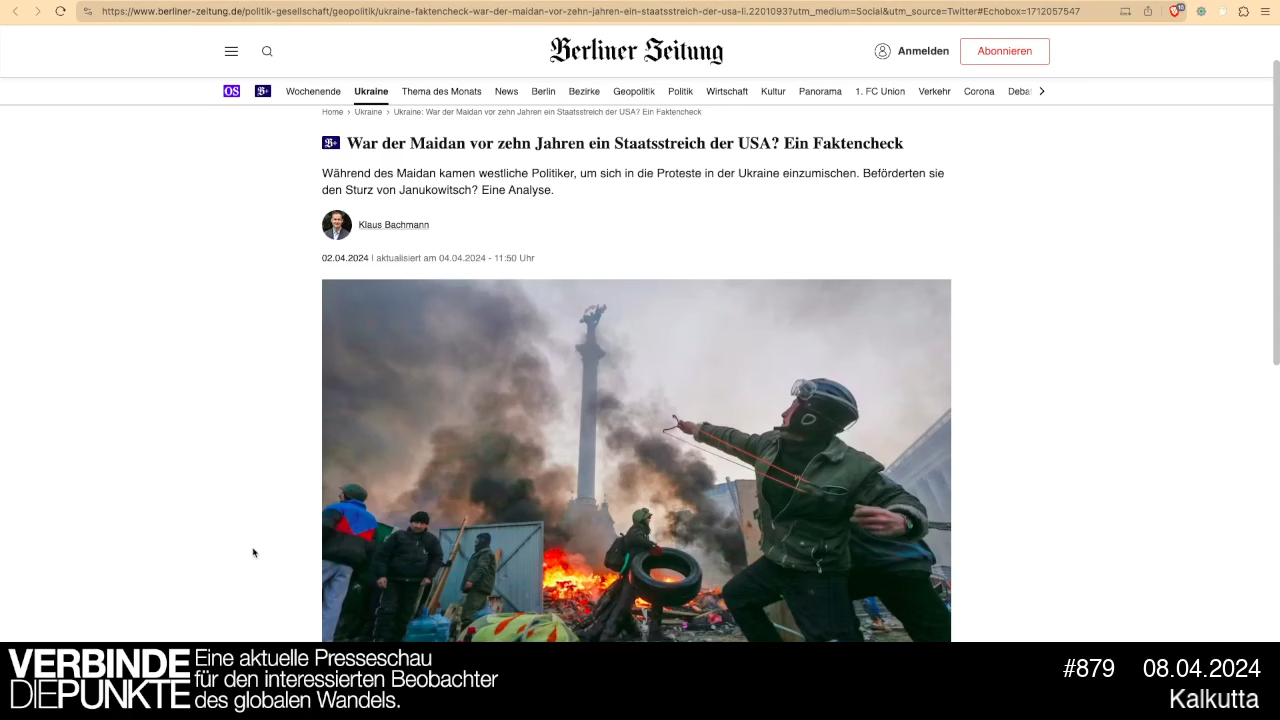 https://www.berliner-zeitung.de/politik-gesellschaft/ukraine-war-der-maidan-vor-zehn-jahren-ein-staatsstreich-der-usa-li.2201093?utm_medium=Social&utm_source=Twitter#Echobox=1712057547
10
Berliner Zeitung
Anmelden
Abonnieren
OS
B+
Wochenende
Ukraine
Thema des Monats
News
Berlin
Bezirke
Geopolitik
Politik
Wirtschaft
Kultur
Panorama
1. FC Union
Verkehr
Corona
Deba
Home › Ukraine › Ukraine: War der Maidan vor zehn Jahren ein Staatsstreich der USA? Ein Faktencheck
B+ War der Maidan vor zehn Jahren ein Staatsstreich der USA? Ein Faktencheck
Während des Maidan kamen westliche Politiker, um sich in die Proteste in der Ukraine einzumischen. Beförderten sie
den Sturz von Janukowitsch? Eine Analyse.
Klaus Bachmann
02.04.2024 | aktualisiert am 04.04.2024 - 11:50 Uhr
VERBINDE
DIEPUNKTE
Eine aktuelle Presseschau
für den interessierten Beobachter
des globalen Wandels.
#879
08.04.2024
Kalkutta